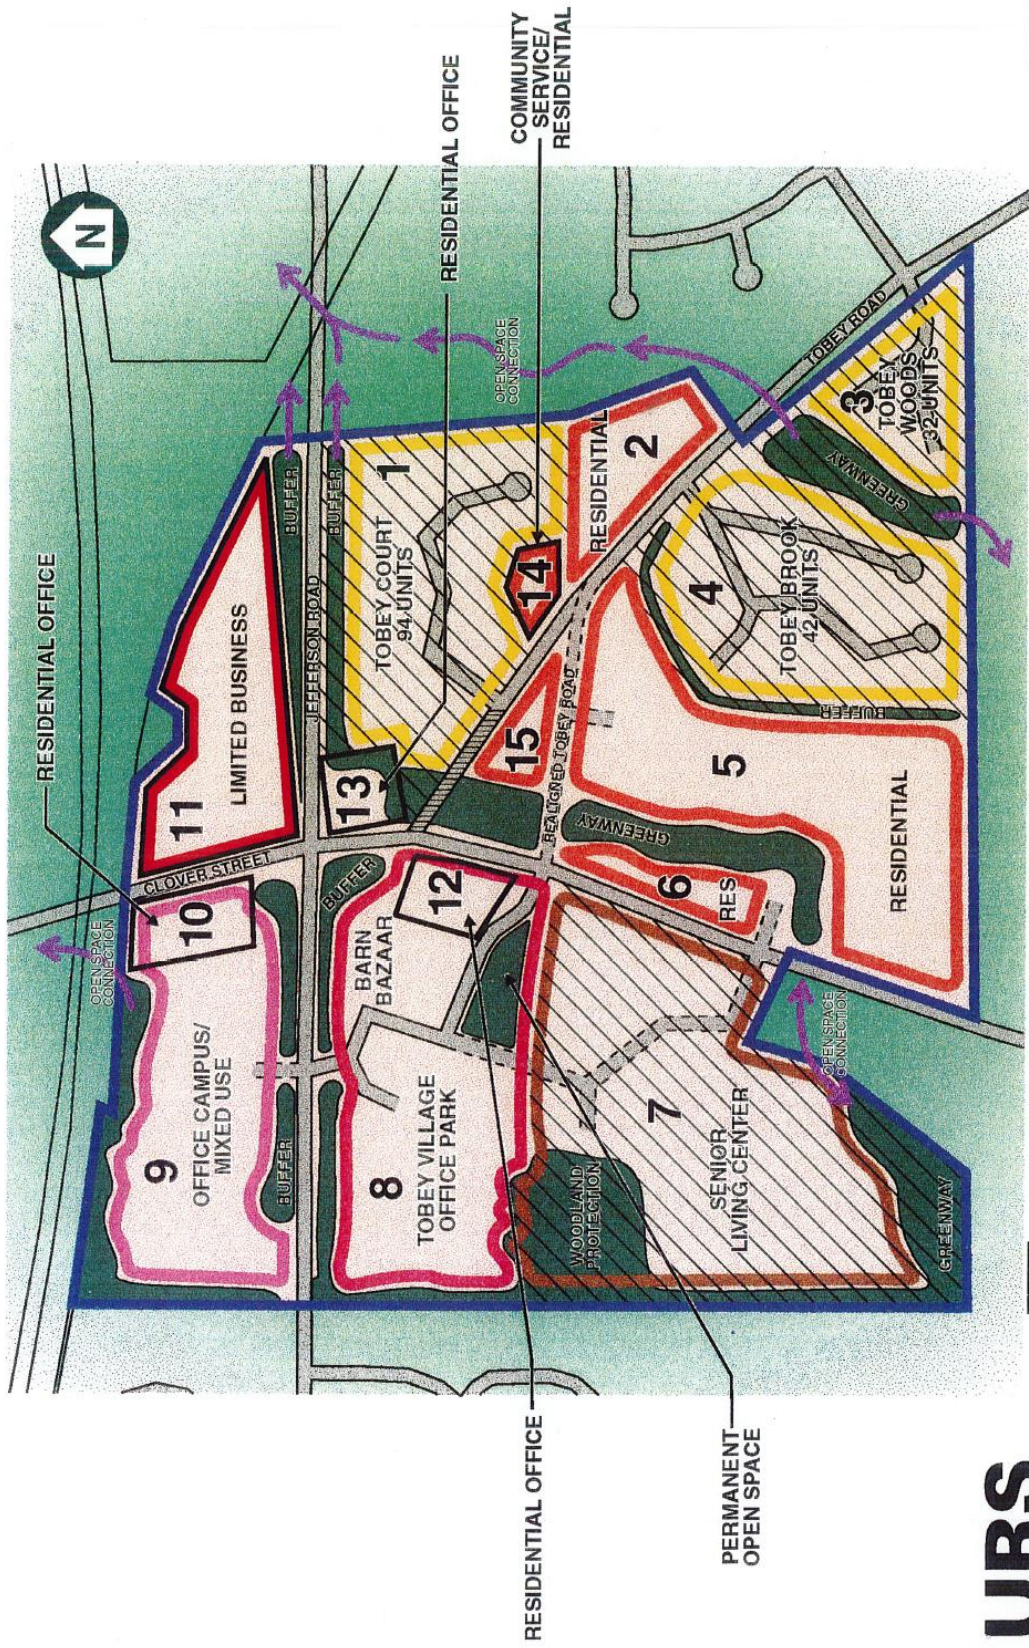 RESIDENTIAL OFFICE
N
OPEN SPACE
CONNECTION
CLOVER STREET
10
11
LIMITED BUSINESS
9
OFFICE CAMPUS/
MIXED USE
BUFFER
BUFFER
JEFFERSON ROAD
BUFFER
BUFFER
13
RESIDENTIAL OFFICE
1
TOBEY COURT
94 UNITS
BARN
BAZAAR
12
8
TOBEY VILLAGE
OFFICE PARK
COMMUNITY
SERVICE/
RESIDENTIAL
OPEN SPACE
CONNECTION
14
15
2
RESIDENTIAL
RESIDENTIAL OFFICE
REALIGNED TOBEY ROAD
WOODLAND
PROTECTION
GREENWAY
7
SENIOR
LIVING CENTER
6
RES
5
RESIDENTIAL
4
TOBEY BROOK
42 UNITS
BUFFER
TOBEY ROAD
3
TOBEY
WOODS
32 UNITS
GREENWAY
OPEN SPACE
CONNECTION
GREENWAY
PERMANENT
OPEN SPACE
UBS